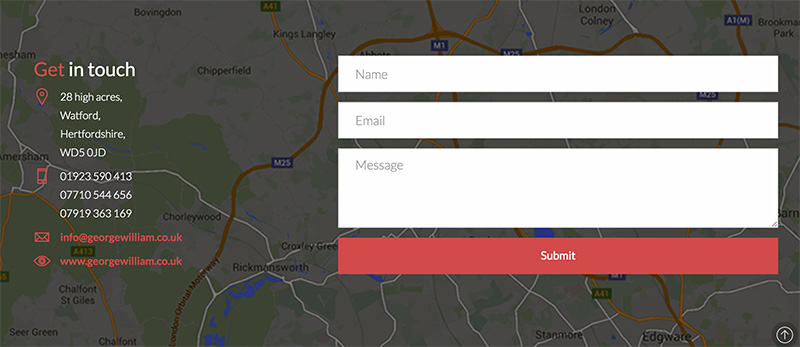 Bovingdon
Kings Langley
London
Colney
A1(M)
Brookmans
Park
M1
Abbots
M25
Chipperfield
Get in touch
28 high acres,
Watford,
Hertfordshire,
WD5 0JD
01923 590 413
07710 544 656
07919 363 169
info@georgewilliam.co.uk
www.georgewilliam.co.uk
Name
Email
Message
Submit
Amersham
M25
M25
Chorleywood
Croxley Green
A413
Rickmansworth
London Orbital Motorway
Chalfont
St Giles
Seer Green
Chalfont
A41
Stanmore
Edgware